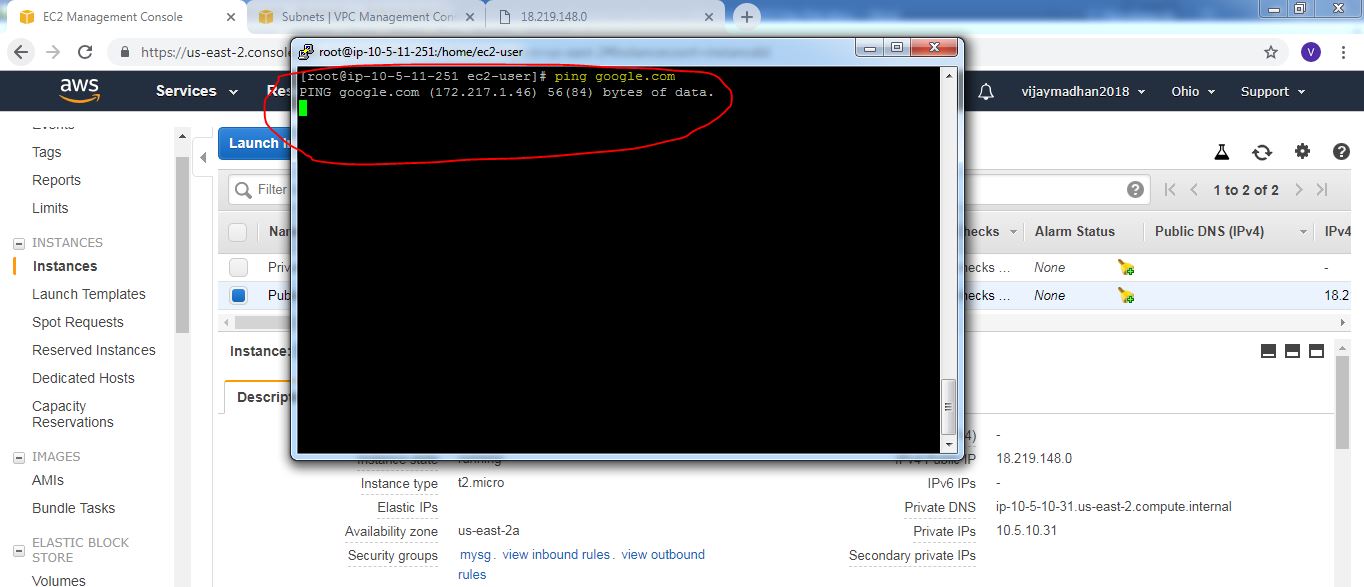 EC2 Management Console
Subnets | VPC Management Con
18.219.148.0
https://us-east-2.conso
root@ip-10-5-11-251:/home/ec2-user
[root@ip-10-5-11-251 ec2-user]# ping google.com
PING google.com (172.217.1.46) 56(84) bytes of data.
aws
Services
Res
vijaymadhan2018
Ohio
Support
V
Events
Tags
Reports
Limits
INSTANCES
Instances
Launch Templates
Spot Requests
Reserved Instances
Dedicated Hosts
Capacity
Reservations
IMAGES
AMIs
Bundle Tasks
ELASTIC BLOCK
STORE
Volumes
Launch I
Filter
1 to 2 of 2
Nam
hecks
Alarm Status
Public DNS (IPv4)
IPv4
Priv
hecks ...
None
-
Pub
hecks ...
None
18.2
Instance:
Descript
4)
-
Instance state
running
IPv4 Public IP
18.219.148.0
Instance type
t2.micro
IPv6 IPs
-
Elastic IPs
Private DNS
ip-10-5-10-31.us-east-2.compute.internal
Availability zone
us-east-2a
Private IPs
10.5.10.31
Security groups
mysg. view inbound rules. view outbound
rules
Secondary private IPs